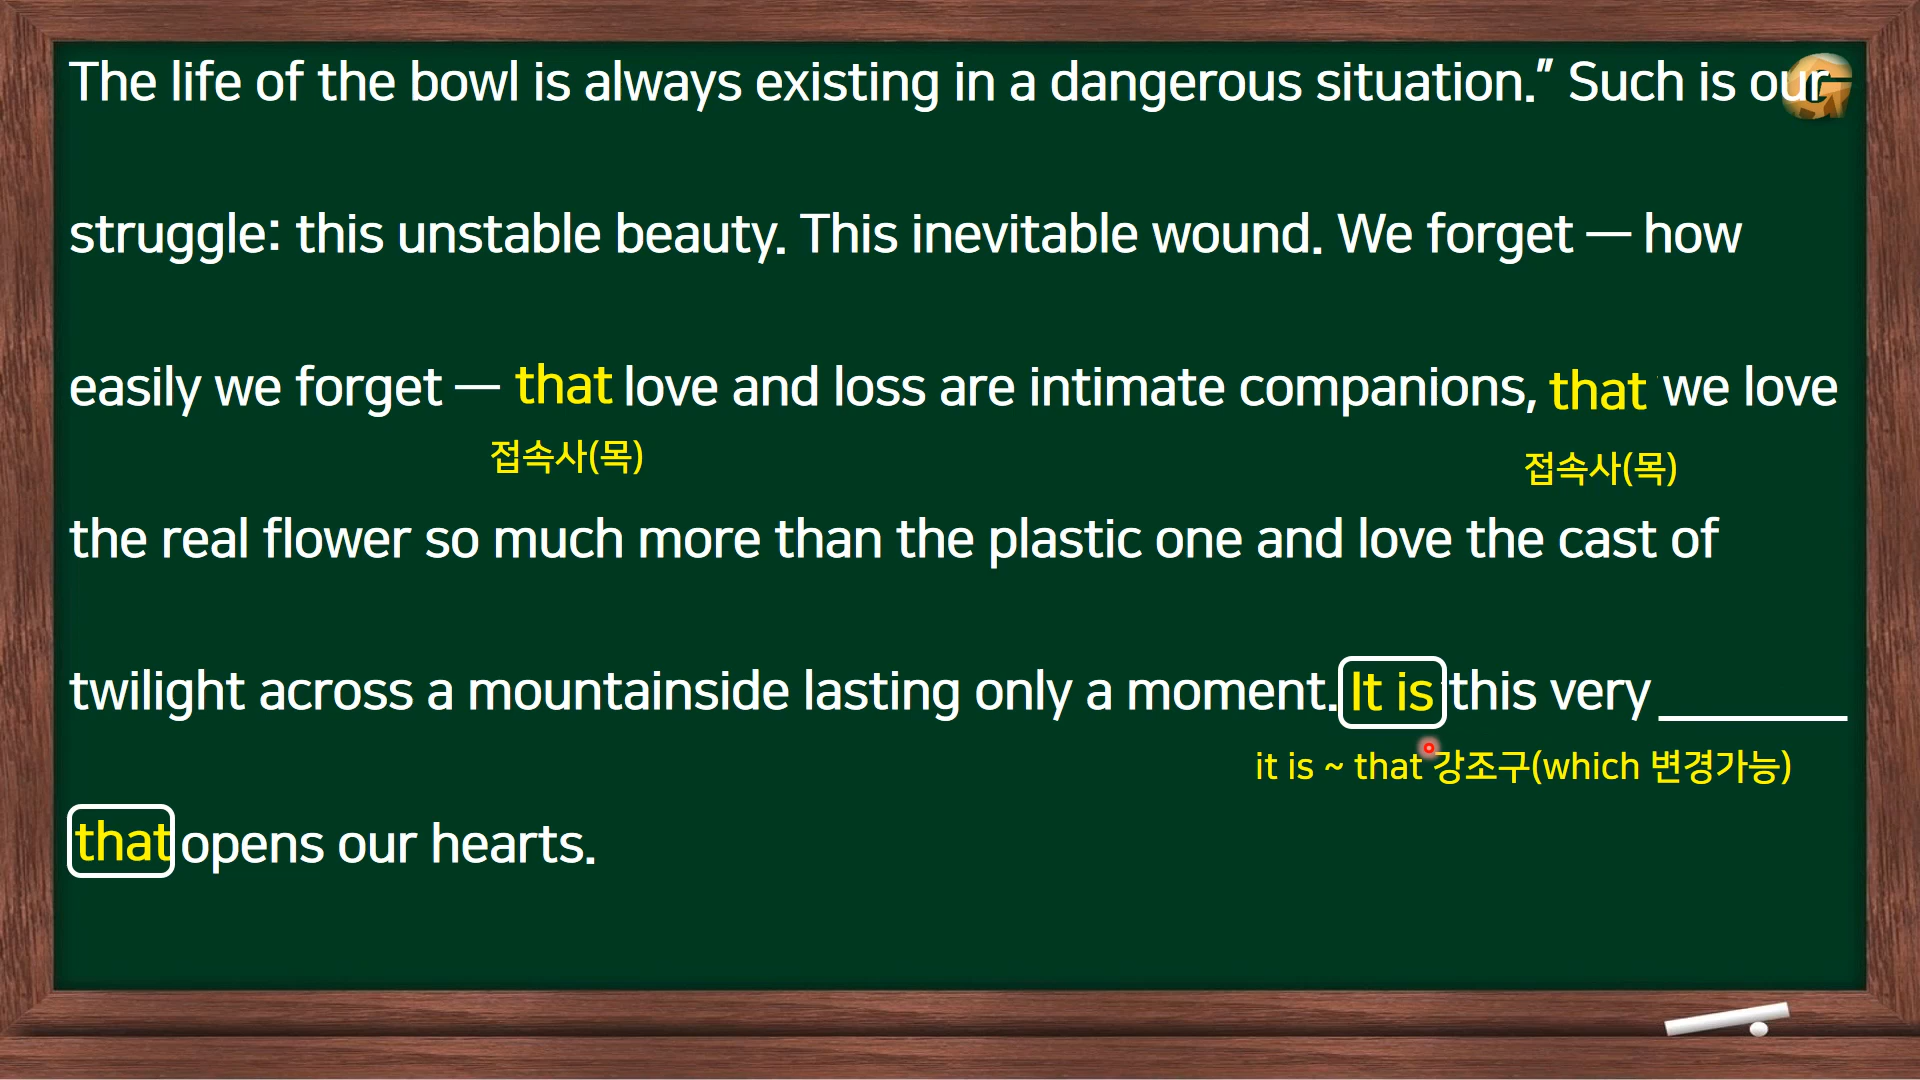 The life of the bowl is always existing in a dangerous situation.” Such is our
struggle: this unstable beauty. This inevitable wound. We forget — how
easily we forget — that love and loss are intimate companions, that we love
접속사(목) 접속사(목)
the real flower so much more than the plastic one and love the cast of
twilight across a mountainside lasting only a moment. It is this very ________
it is ~ that 강조구(which 변경가능)
that opens our hearts.